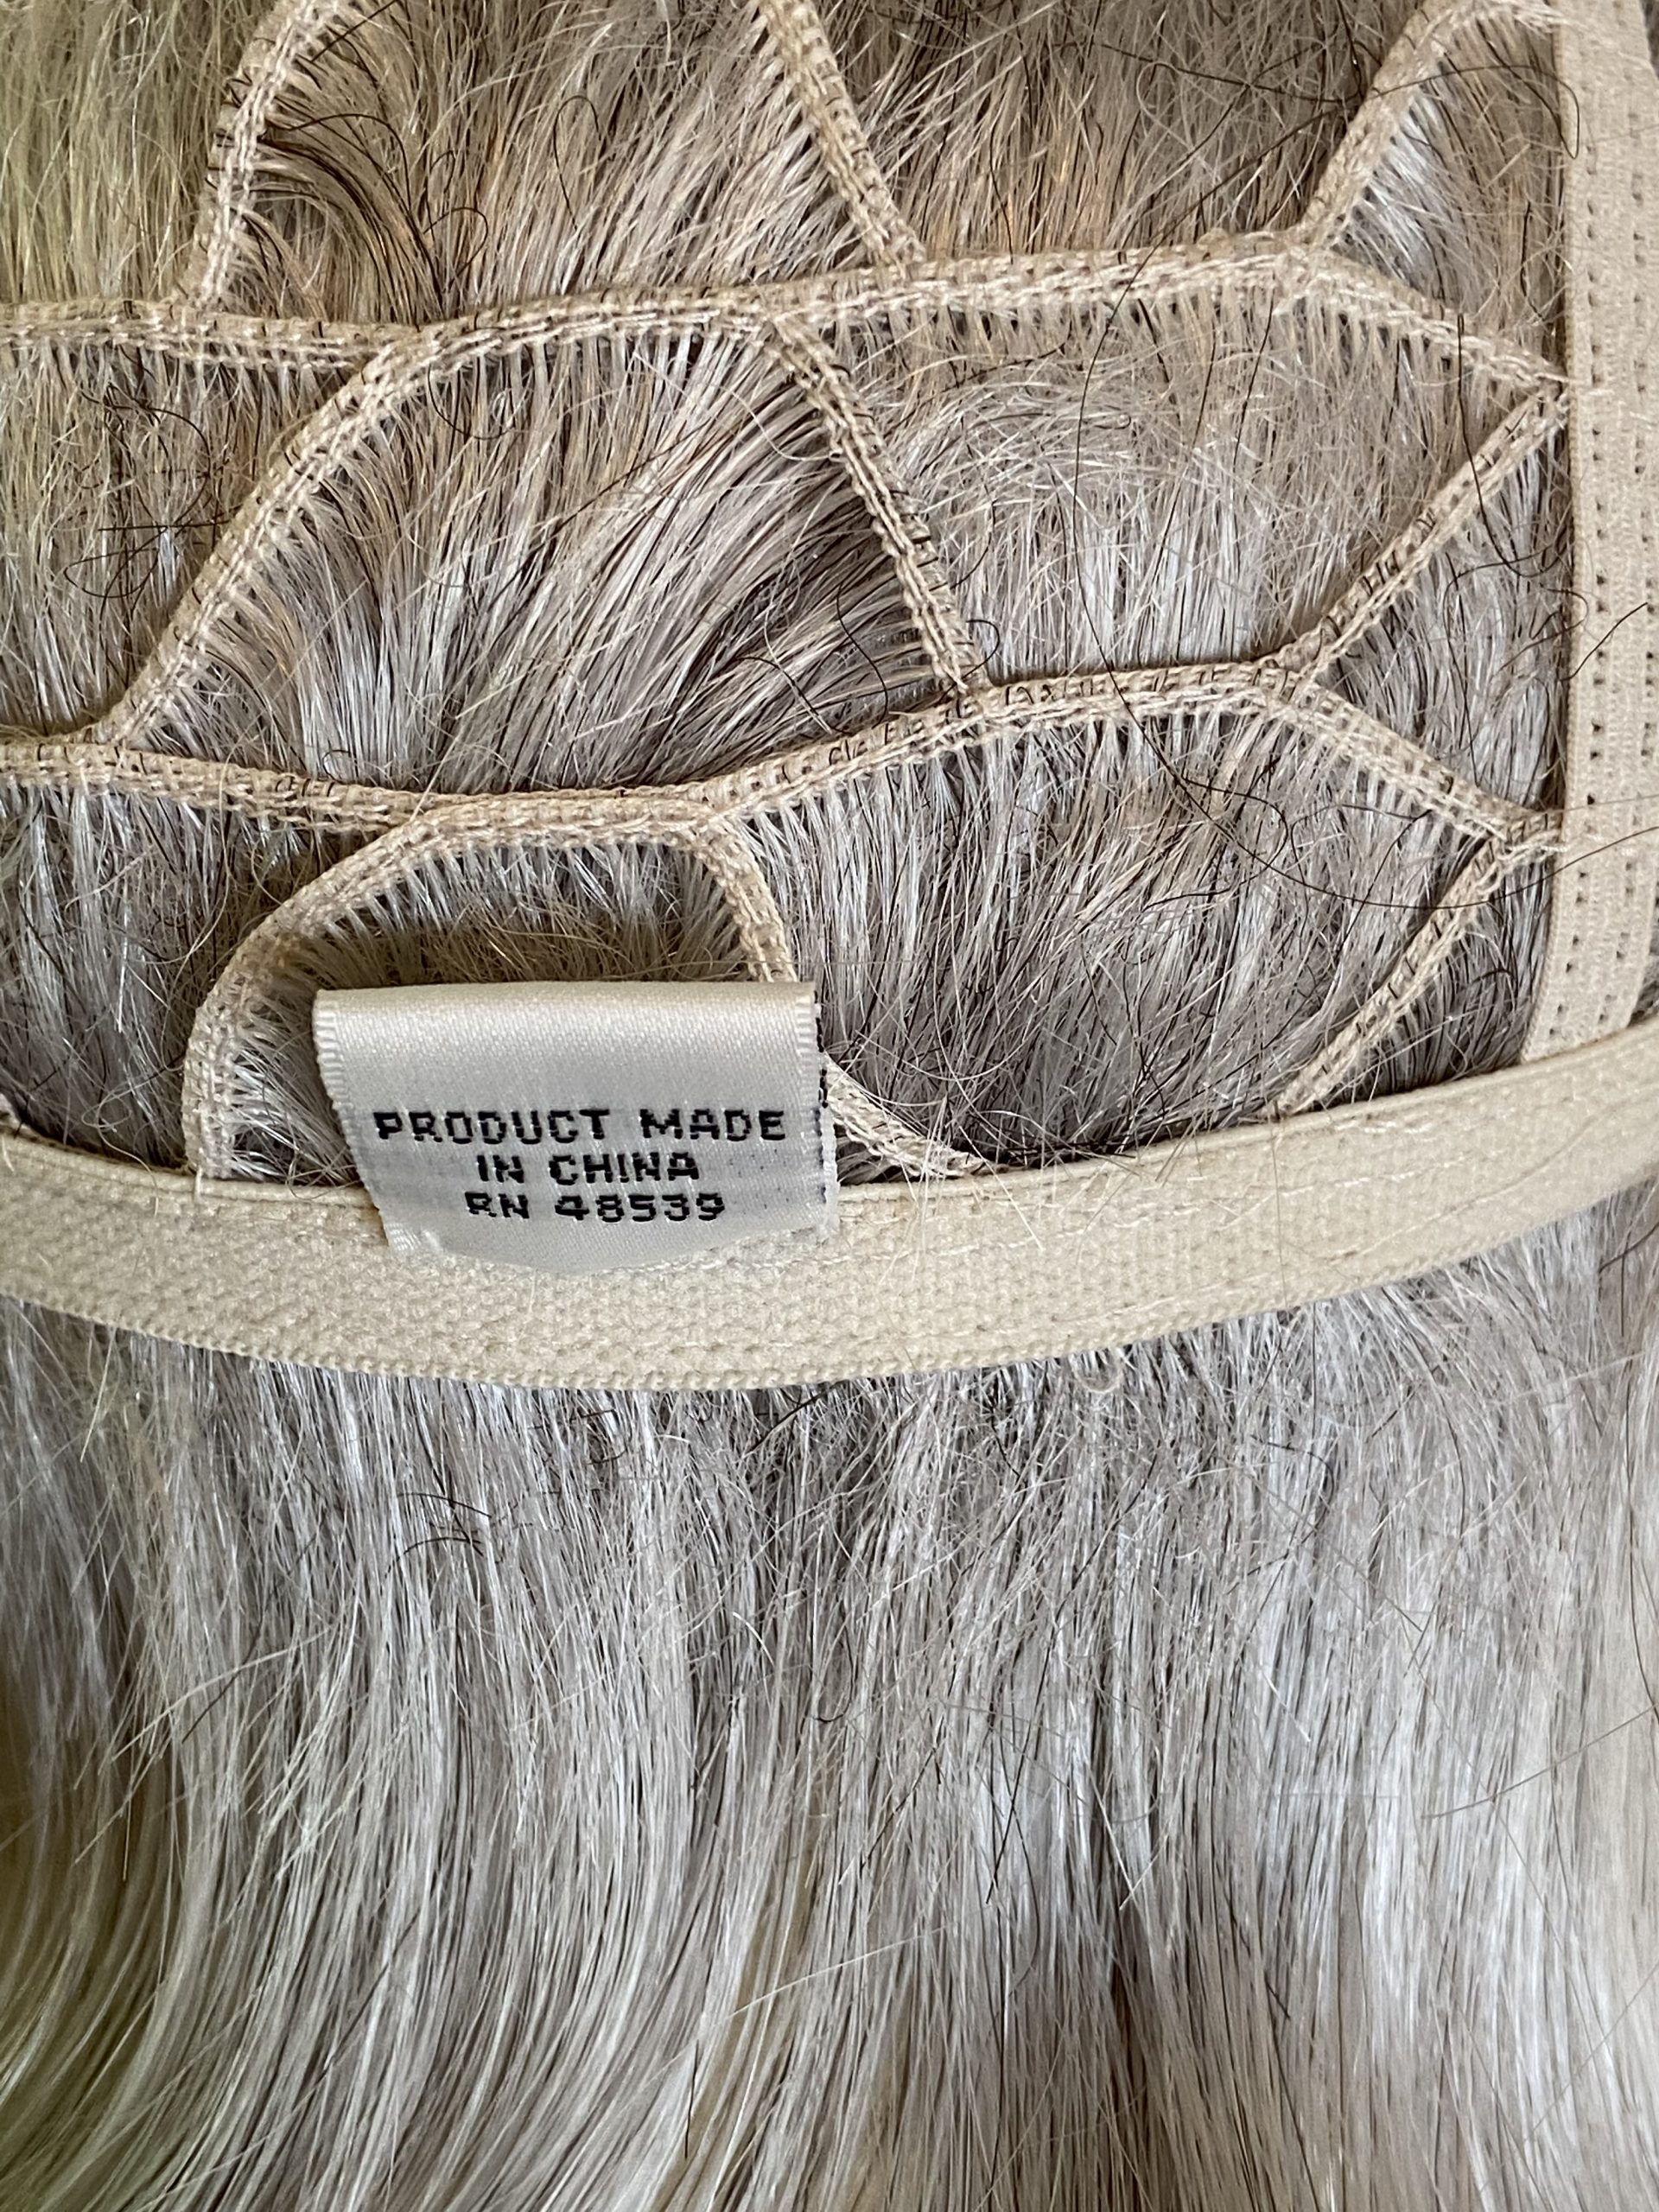 PRODUCT MADE
IN CHINA
RN 48539